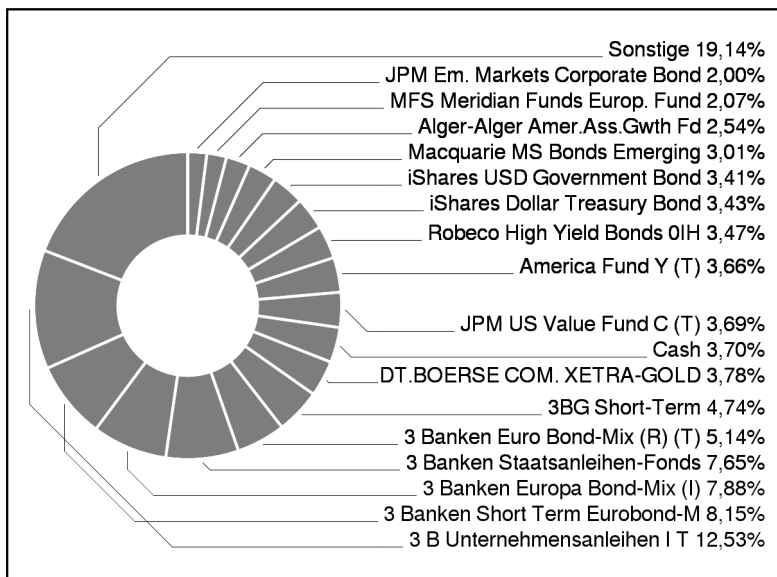 Sonstige 19,14%
JPM Em. Markets Corporate Bond 2,00%
MFS Meridian Funds Europ. Fund 2,07%
Alger-Alger Amer.Ass.Gwth Fd 2,54%
Macquarie MS Bonds Emerging 3,01%
iShares USD Government Bond 3,41%
iShares Dollar Treasury Bond 3,43%
Robeco High Yield Bonds 0IH 3,47%
America Fund Y (T) 3,66%
JPM US Value Fund C (T) 3,69%
Cash 3,70%
DT.BOERSE COM. XETRA-GOLD 3,78%
3BG Short-Term 4,74%
3 Banken Euro Bond-Mix (R) (T) 5,14%
3 Banken Staatsanleihen-Fonds 7,65%
3 Banken Europa Bond-Mix (I) 7,88%
3 Banken Short Term Eurobond-M 8,15%
3 B Unternehmensanleihen I T 12,53%